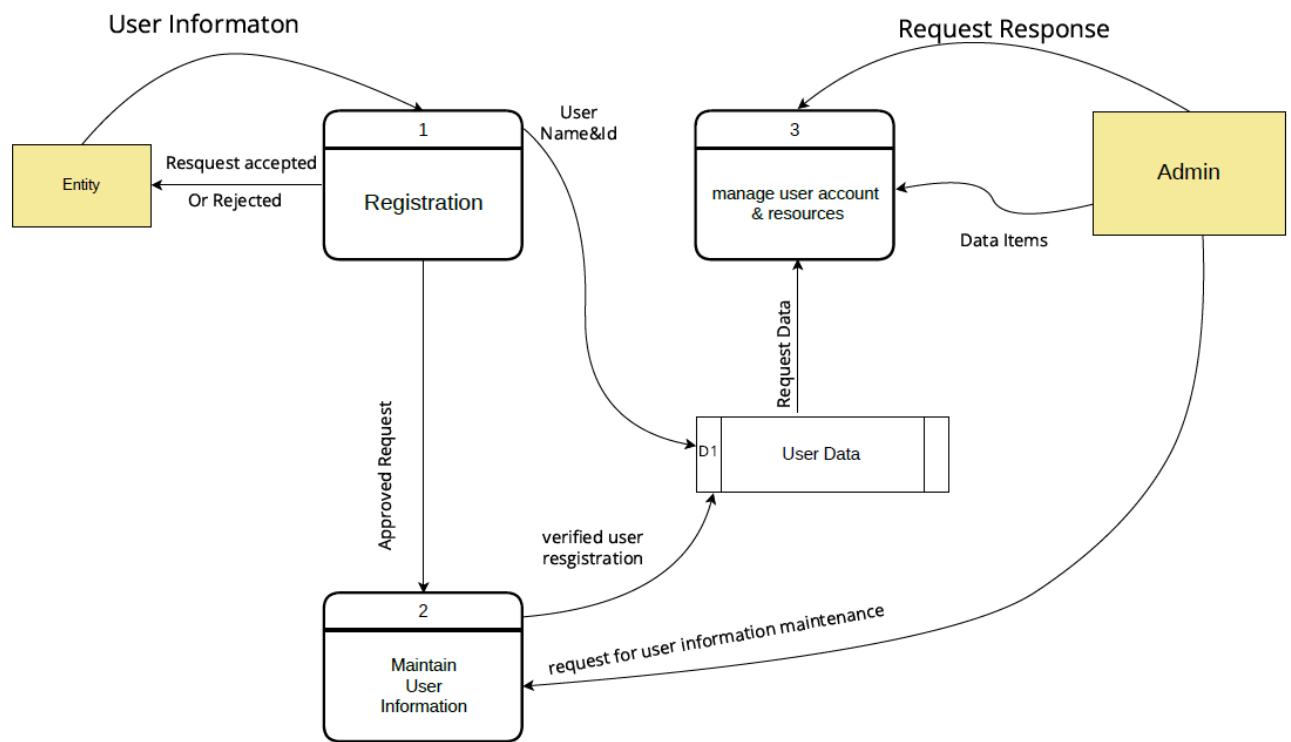 User Informaton
Request Response
1
Registration
User
Name&Id
3
manage user account
& resources
Admin
Entity
Resquest accepted
Or Rejected
Data Items
Request Data
D1
User Data
Approved Request
verified user
resgistration
request for user information maintenance
2
Maintain
User
Information